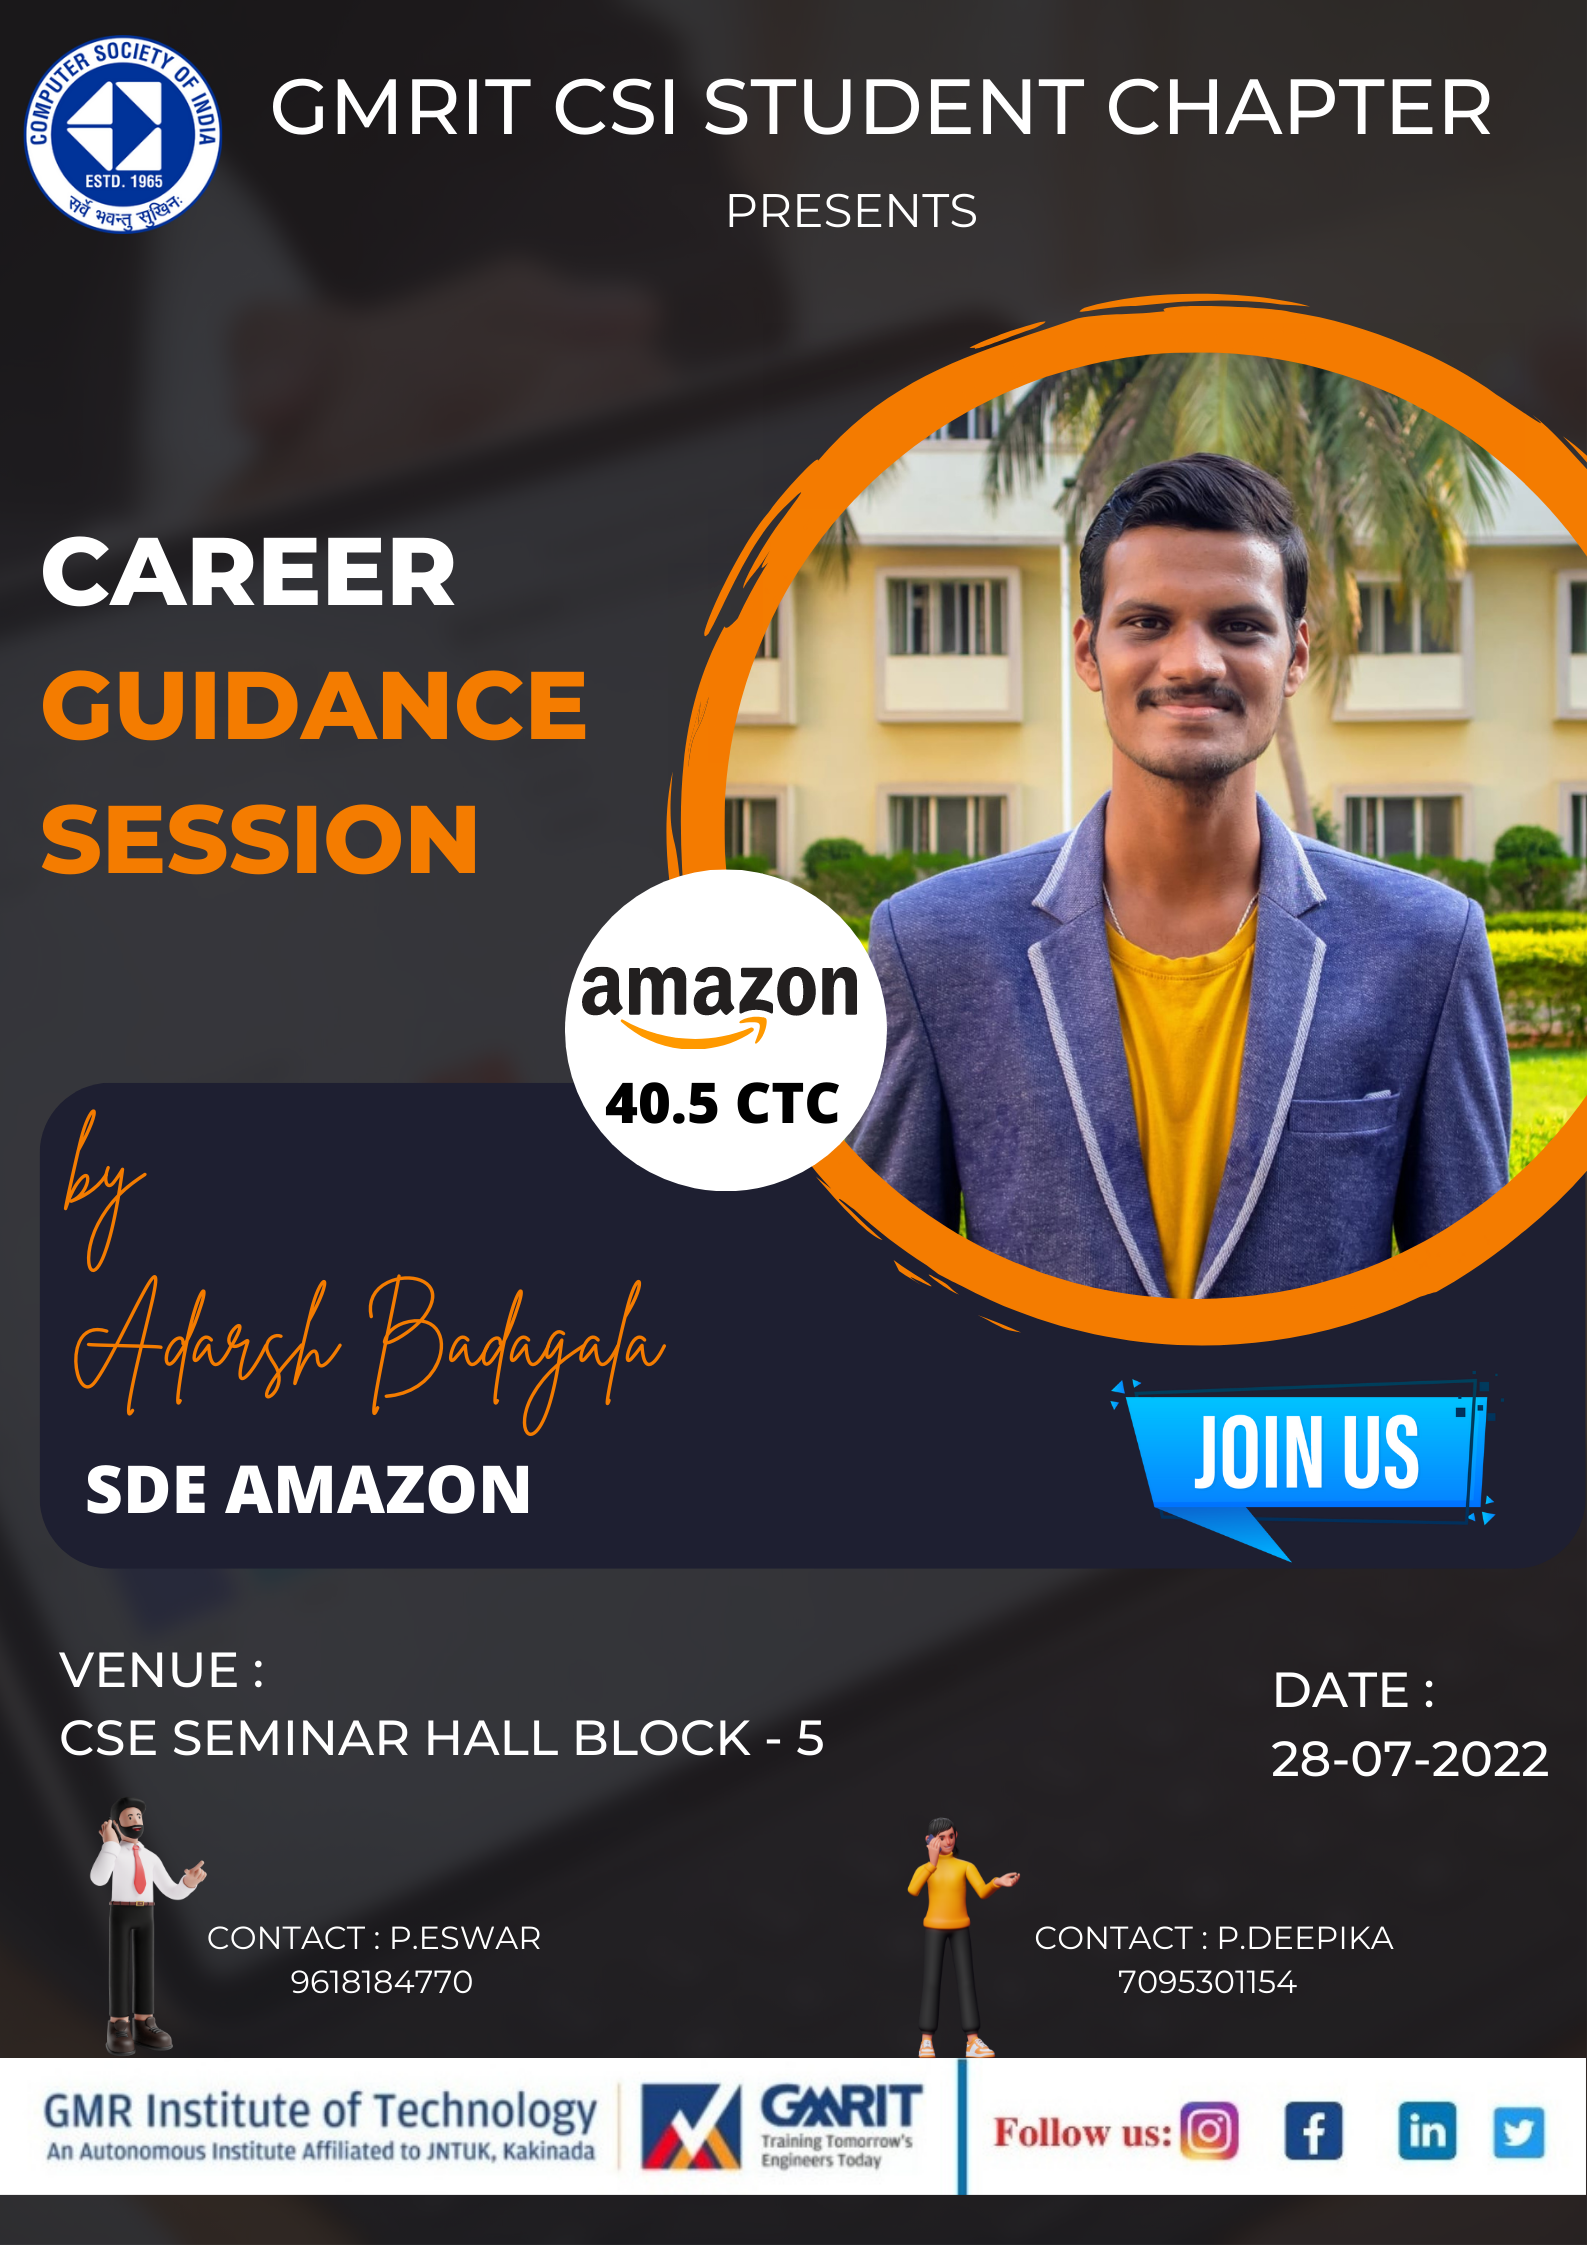 COMPUTER SOCIETY OF INDIA
ESTD. 1965
सर्वे भवन्तु सुखिनः
GMRIT CSI STUDENT CHAPTER
PRESENTS
CAREER
GUIDANCE
SESSION
amazon
40.5 CTC
by
Adarsh Badagala
SDE AMAZON
JOIN US
VENUE :
CSE SEMINAR HALL BLOCK - 5
DATE :
28-07-2022
CONTACT : P.ESWAR
9618184770
CONTACT : P.DEEPIKA
7095301154
GMR Institute of Technology
An Autonomous Institute Affiliated to JNTUK, Kakinada
GMRIT
Training Tomorrow's
Engineers Today
Follow us: